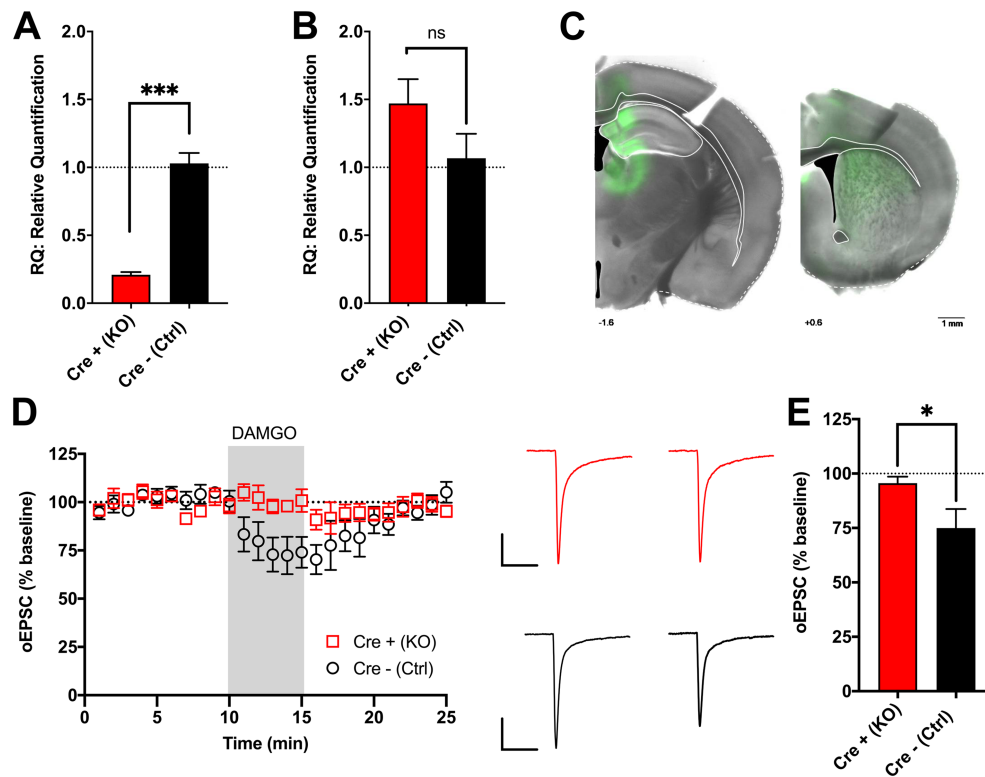 A
RQ: Relative Quantification
2.0
1.5
1.0
0.5
0.0
***
Cre + (KO)
Cre - (Ctrl)
B
RQ: Relative Quantification
2.0
1.5
1.0
0.5
0.0
ns
Cre + (KO)
Cre - (Ctrl)
C
-1.6
+0.6
1 mm
D
DAMGO
oEPSC (% baseline)
125
100
75
50
25
0
0
5
10
15
20
25
Time (min)
Cre + (KO)
Cre - (Ctrl)
E
oEPSC (% baseline)
125
100
75
50
25
0
*
Cre + (KO)
Cre - (Ctrl)